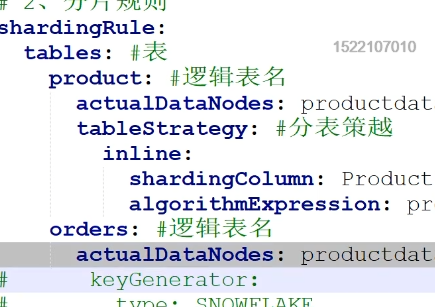 # 2、分片规则
shardingRule:
tables: #表
1522107010
product: #逻辑表名
actualDataNodes: productdat
tableStrategy: #分表策越
inline:
shardingColumn: Product
algorithmExpression: pr
orders: #逻辑表名
actualDataNodes: productdat
# keyGenerator:
# type: SNOWFLAKE